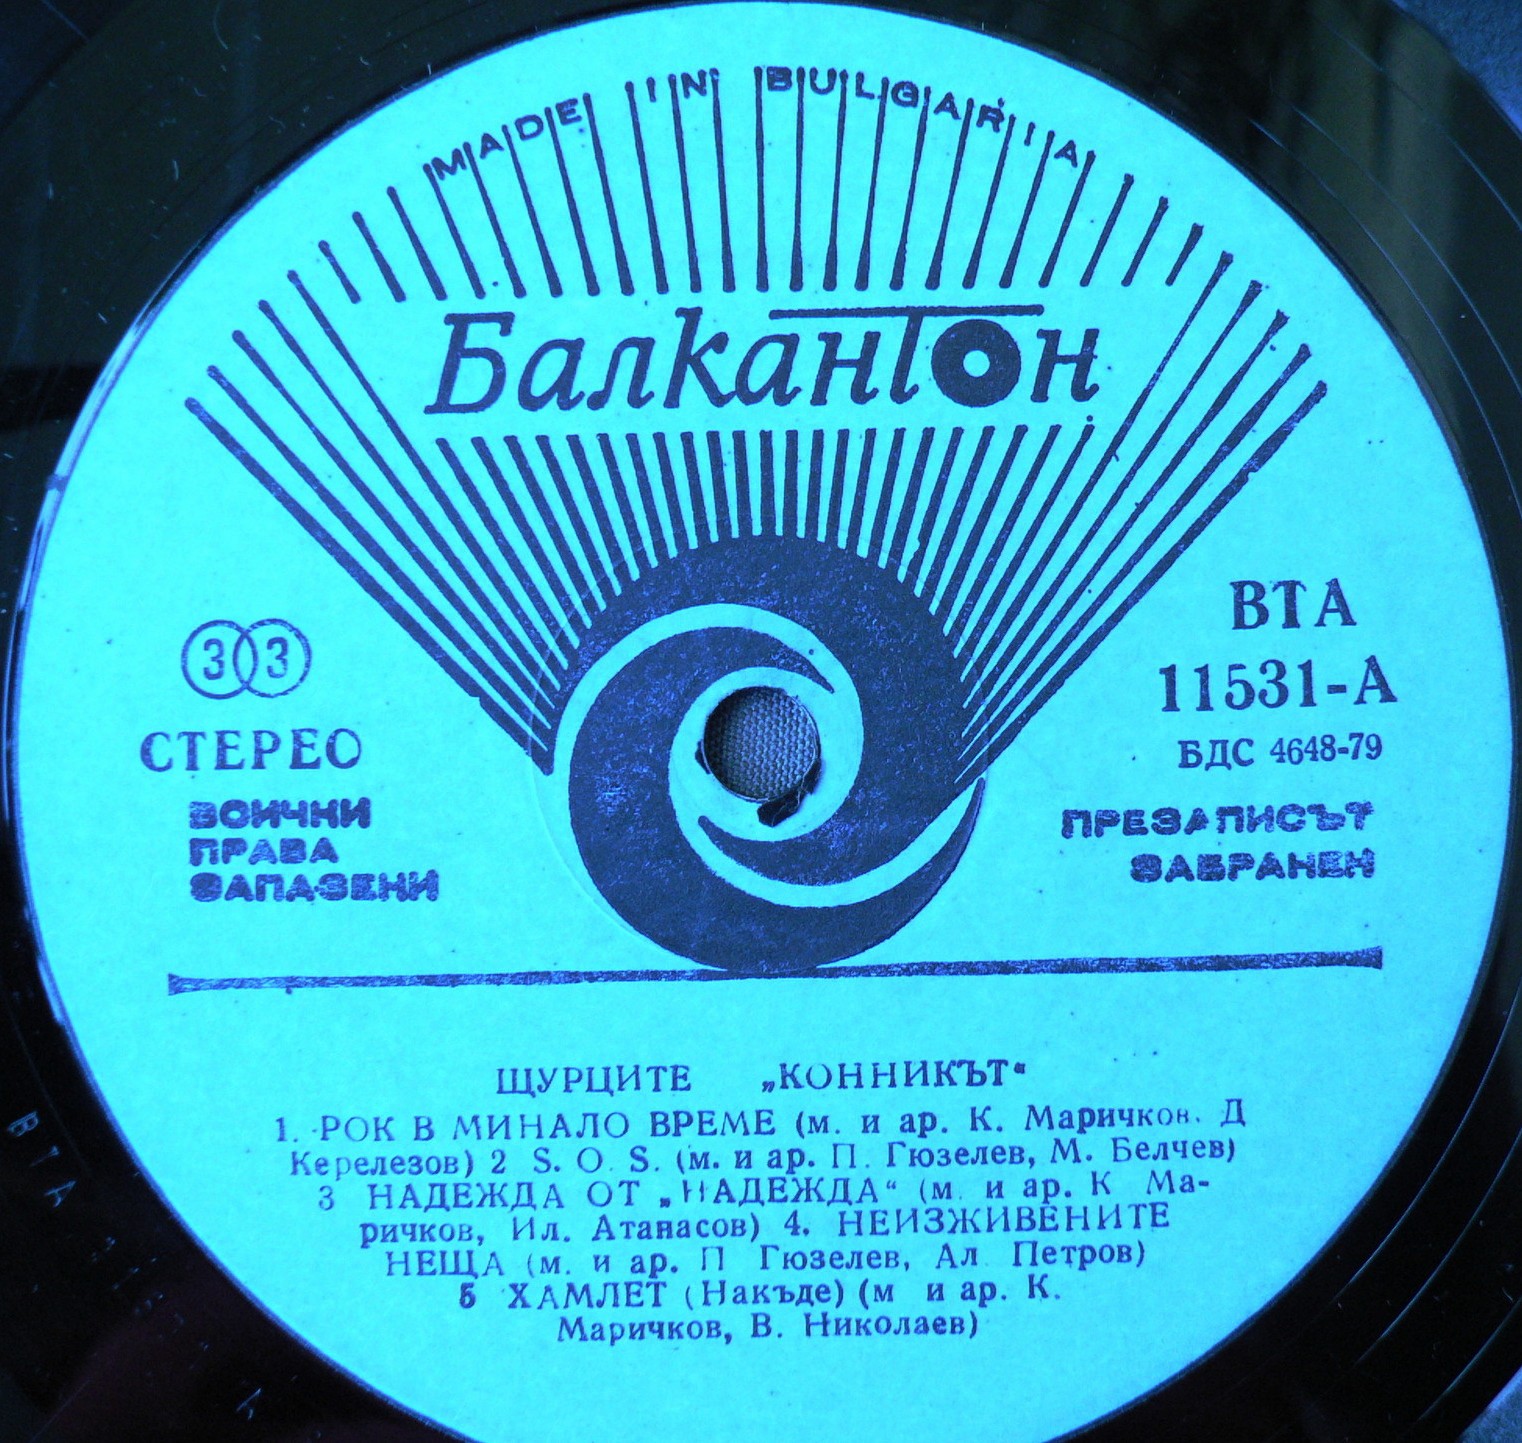 MADE IN BULGARIA
Балкантон
33
СТЕРЕО
ВСИЧКИ
ПРАВА
ЗАПАЗЕНИ
ВТА
11531-А
БДС 4648-79
ПРЕЗАПИСЪТ
ЗАБРАНЕН
ЩУРЦИТЕ „КОННИКЪТ“
1. РОК В МИНАЛО ВРЕМЕ (м. и ар. К. Маричков. Д
Керелезов) 2 S. O. S. (м. и ар. П. Гюзелев, М. Белчев)
3 НАДЕЖДА ОТ „НАДЕЖДА“ (м. и ар. К Ма-
ричков, Ил. Атанасов) 4. НЕИЗЖИВЕНИТЕ
НЕЩА (м. и ар. П Гюзелев, Ал Петров)
5 ХАМЛЕТ (Накъде) (м и ар. К.
Маричков, В. Николаев)
ВТА